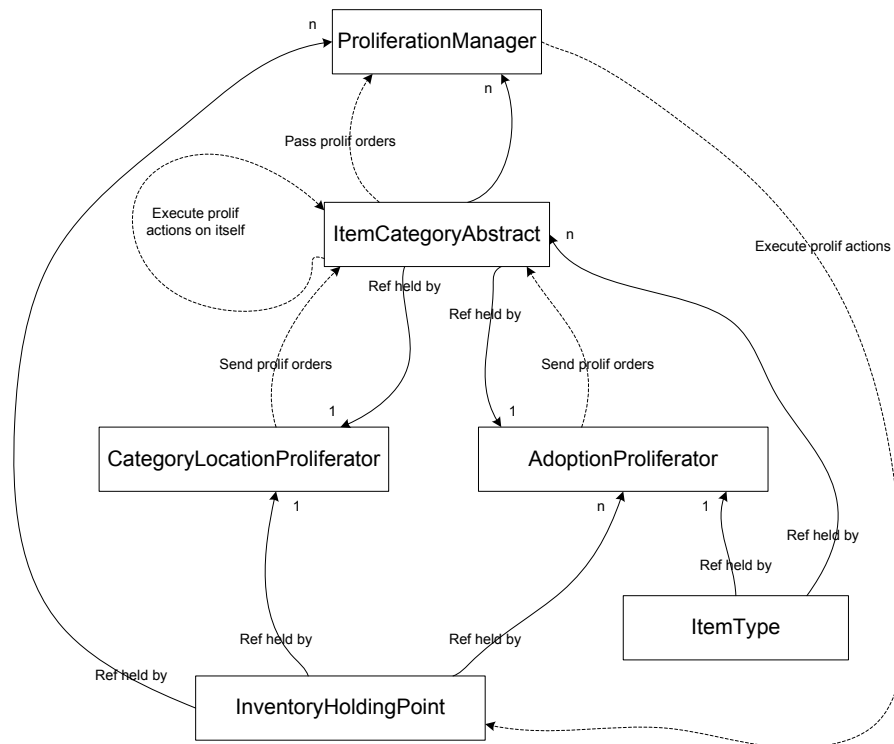 n
ProliferationManager
n
Pass prolif orders
Execute prolif
actions on itself
ItemCategoryAbstract
n
Execute prolif actions
Ref held by
Ref held by
Send prolif orders
Send prolif orders
1
1
CategoryLocationProliferator
AdoptionProliferator
1
n
1
Ref held by
Ref held by
ItemType
Ref held by
Ref held by
Ref held by
InventoryHoldingPoint